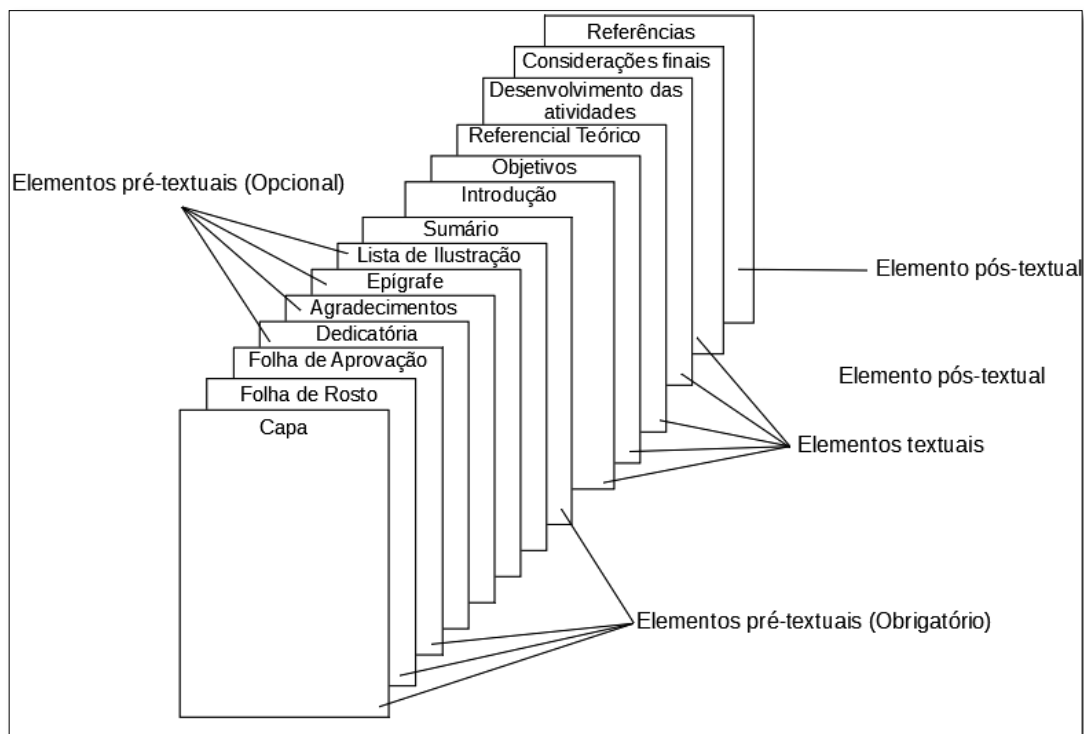 Referências
Considerações finais
Desenvolvimento das
atividades
Referencial Teórico
Objetivos
Elementos pré-textuais (Opcional)
Introdução
Sumário
Lista de Ilustração
Epígrafe
Elemento pós-textual
Agradecimentos
Dedicatória
Folha de Aprovação
Elemento pós-textual
Folha de Rosto
Capa
Elementos textuais
Elementos pré-textuais (Obrigatório)